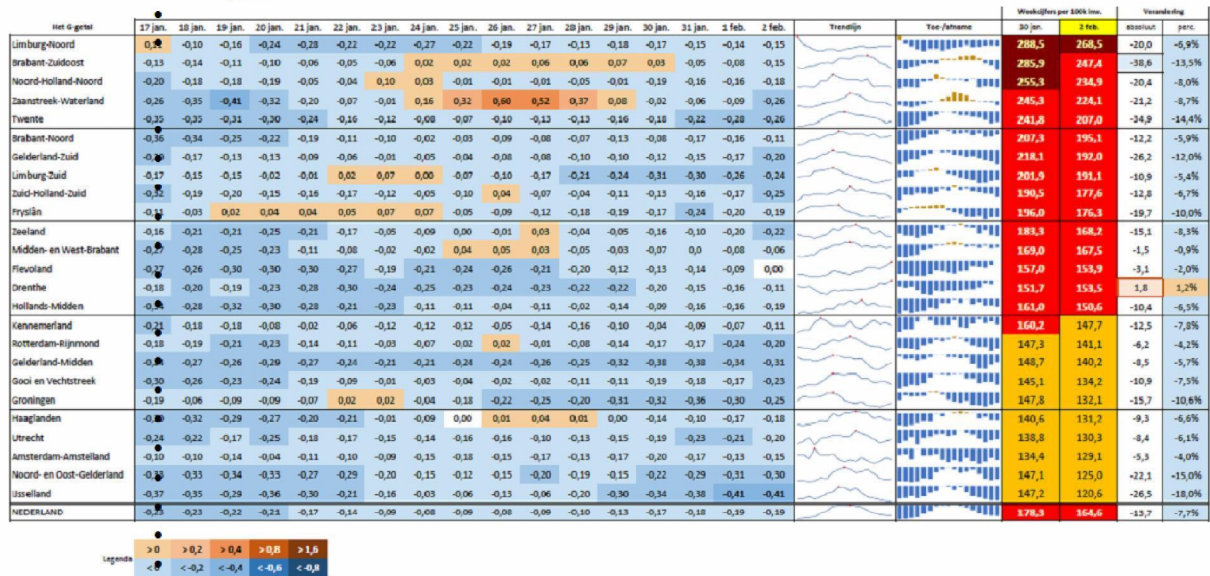 Weekcijfers per 100k inw. Verandering
Het G-getal 17 jan. 18 jan. 19 jan. 20 jan. 21 jan. 22 jan. 23 jan. 24 jan. 25 jan. 26 jan. 27 jan. 28 jan. 29 jan. 30 jan. 31 jan. 1 feb. 2 feb. Trendlijn Toe-/afname 30 jan. 2 feb. absoluut perc.
Limburg-Noord -0,10 -0,16 -0,24 -0,28 -0,22 -0,22 -0,27 -0,22 -0,19 -0,17 -0,13 -0,18 -0,17 -0,15 -0,14 -0,15 288,5 268,5 -20,0 -6,9%
Brabant-Zuidoost -0,13 -0,14 -0,11 -0,10 -0,06 -0,05 -0,06 0,02 0,02 0,02 0,06 0,06 0,07 0,03 -0,05 -0,08 -0,15 285,9 247,4 -38,6 -13,5%
Noord-Holland-Noord -0,20 -0,18 -0,18 -0,19 -0,05 -0,04 0,10 0,03 -0,01 -0,01 -0,01 -0,05 -0,01 -0,19 -0,16 -0,16 -0,18 255,3 234,9 -20,4 -8,0%
Zaanstreek-Waterland -0,26 -0,35 -0,41 -0,32 -0,20 -0,07 -0,01 0,16 0,32 0,60 0,52 0,37 0,08 -0,02 -0,06 -0,09 -0,26 245,3 224,1 -21,2 -8,7%
Twente -0,35 -0,35 -0,31 -0,30 -0,24 -0,16 -0,12 -0,08 -0,07 -0,10 -0,13 -0,13 -0,16 -0,18 -0,22 -0,28 -0,26 241,8 207,0 -34,9 -14,4%
Brabant-Noord -0,36 -0,34 -0,25 -0,22 -0,19 -0,11 -0,10 -0,02 -0,03 -0,09 -0,08 -0,07 -0,13 -0,08 -0,17 -0,16 -0,11 207,3 195,1 -12,2 -5,9%
Gelderland-Zuid -0,17 -0,13 -0,13 -0,09 -0,06 -0,01 -0,05 -0,04 -0,08 -0,08 -0,10 -0,10 -0,12 -0,15 -0,17 -0,20 218,1 192,0 -26,2 -12,0%
Limburg-Zuid -0,17 -0,15 -0,15 -0,02 -0,01 0,02 0,07 0,00 -0,07 -0,10 -0,17 -0,21 -0,24 -0,31 -0,30 -0,26 -0,24 201,9 191,1 -10,9 -5,4%
Zuid-Holland-Zuid -0,32 -0,19 -0,20 -0,15 -0,16 -0,17 -0,12 -0,05 -0,10 0,04 -0,07 -0,04 -0,11 -0,13 -0,16 -0,17 -0,25 190,5 177,6 -12,8 -6,7%
Fryslân -0,11 -0,03 0,02 0,04 0,04 0,05 0,07 0,07 -0,05 -0,09 -0,12 -0,18 -0,19 -0,17 -0,24 -0,20 -0,19 196,0 176,3 -19,7 -10,0%
Zeeland -0,16 -0,21 -0,21 -0,25 -0,21 -0,17 -0,05 -0,09 0,00 -0,01 0,03 -0,04 -0,05 -0,16 -0,10 -0,20 -0,22 183,3 168,2 -15,1 -8,3%
Midden- en West-Brabant -0,27 -0,28 -0,25 -0,23 -0,11 -0,08 -0,02 -0,02 0,04 0,05 0,03 -0,05 -0,03 -0,07 0,0 -0,08 -0,06 169,0 167,5 -1,5 -0,9%
Flevoland -0,27 -0,26 -0,30 -0,30 -0,30 -0,27 -0,19 -0,21 -0,24 -0,26 -0,21 -0,20 -0,12 -0,13 -0,14 -0,09 0,00 157,0 153,9 -3,1 -2,0%
Drenthe -0,18 -0,20 -0,19 -0,23 -0,28 -0,30 -0,24 -0,25 -0,23 -0,24 -0,23 -0,22 -0,22 -0,20 -0,15 -0,16 -0,11 151,7 153,5 1,8 1,2%
Hollands-Midden -0,28 -0,32 -0,30 -0,28 -0,21 -0,23 -0,11 -0,11 -0,04 -0,11 -0,02 -0,14 -0,09 -0,16 -0,16 -0,19 161,0 150,6 -10,4 -6,5%
Kennemerland -0,21 -0,18 -0,18 -0,08 -0,02 -0,06 -0,12 -0,12 -0,12 -0,05 -0,14 -0,16 -0,10 -0,04 -0,09 -0,07 -0,11 160,2 147,7 -12,5 -7,8%
Rotterdam-Rijnmond -0,18 -0,19 -0,21 -0,23 -0,14 -0,11 -0,03 -0,07 -0,02 0,02 -0,01 -0,08 -0,14 -0,17 -0,17 -0,24 -0,20 147,3 141,1 -6,2 -4,2%
Gelderland-Midden -0,27 -0,26 -0,29 -0,27 -0,24 -0,21 -0,21 -0,24 -0,24 -0,26 -0,25 -0,32 -0,38 -0,38 -0,34 -0,31 148,7 140,2 -8,5 -5,7%
Gooi en Vechtstreek -0,30 -0,26 -0,23 -0,24 -0,19 -0,09 -0,01 -0,03 -0,04 -0,02 -0,02 -0,11 -0,11 -0,19 -0,18 -0,17 -0,23 145,1 134,2 -10,9 -7,5%
Groningen -0,19 -0,06 -0,09 -0,09 -0,07 0,02 0,02 -0,04 -0,18 -0,22 -0,25 -0,20 -0,31 -0,32 -0,36 -0,30 -0,25 147,8 132,1 -15,7 -10,6%
Haaglanden -0,32 -0,29 -0,27 -0,20 -0,21 -0,01 -0,09 0,00 0,01 0,04 0,01 0,00 -0,14 -0,10 -0,17 -0,18 140,6 131,2 -9,3 -6,6%
Utrecht -0,24 -0,22 -0,17 -0,25 -0,18 -0,17 -0,15 -0,14 -0,16 -0,16 -0,10 -0,13 -0,15 -0,19 -0,23 -0,21 -0,20 138,8 130,3 -8,4 -6,1%
Amsterdam-Amstelland -0,10 -0,10 -0,14 -0,04 -0,11 -0,10 -0,09 -0,15 -0,18 -0,15 -0,17 -0,13 -0,17 -0,20 -0,17 -0,13 -0,15 134,4 129,1 -5,3 -4,0%
Noord- en Oost-Gelderland -0,33 -0,33 -0,34 -0,33 -0,27 -0,29 -0,20 -0,15 -0,12 -0,15 -0,20 -0,19 -0,15 -0,22 -0,29 -0,31 -0,30 147,1 125,0 -22,1 -15,0%
IJsselland -0,37 -0,35 -0,29 -0,36 -0,30 -0,21 -0,16 -0,03 -0,06 -0,13 -0,06 -0,20 -0,30 -0,34 -0,38 -0,41 -0,41 147,2 120,6 -26,5 -18,0%
NEDERLAND -0,23 -0,23 -0,22 -0,21 -0,17 -0,14 -0,09 -0,08 -0,09 -0,08 -0,09 -0,10 -0,13 -0,17 -0,18 -0,19 -0,19 178,3 164,6 -13,7 -7,7%
Legenda > 0 > 0,2 > 0,4 > 0,8 > 1,6
< 0 < -0,2 < -0,4 < -0,6 < -0,8